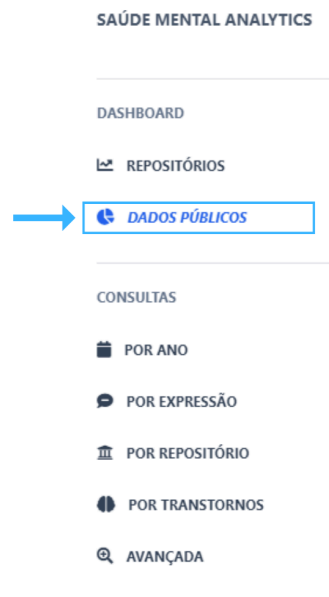 SAÚDE MENTAL ANALYTICS
DASHBOARD
REPOSITÓRIOS
DADOS PÚBLICOS
CONSULTAS
POR ANO
POR EXPRESSÃO
POR REPOSITÓRIO
POR TRANSTORNOS
AVANÇADA